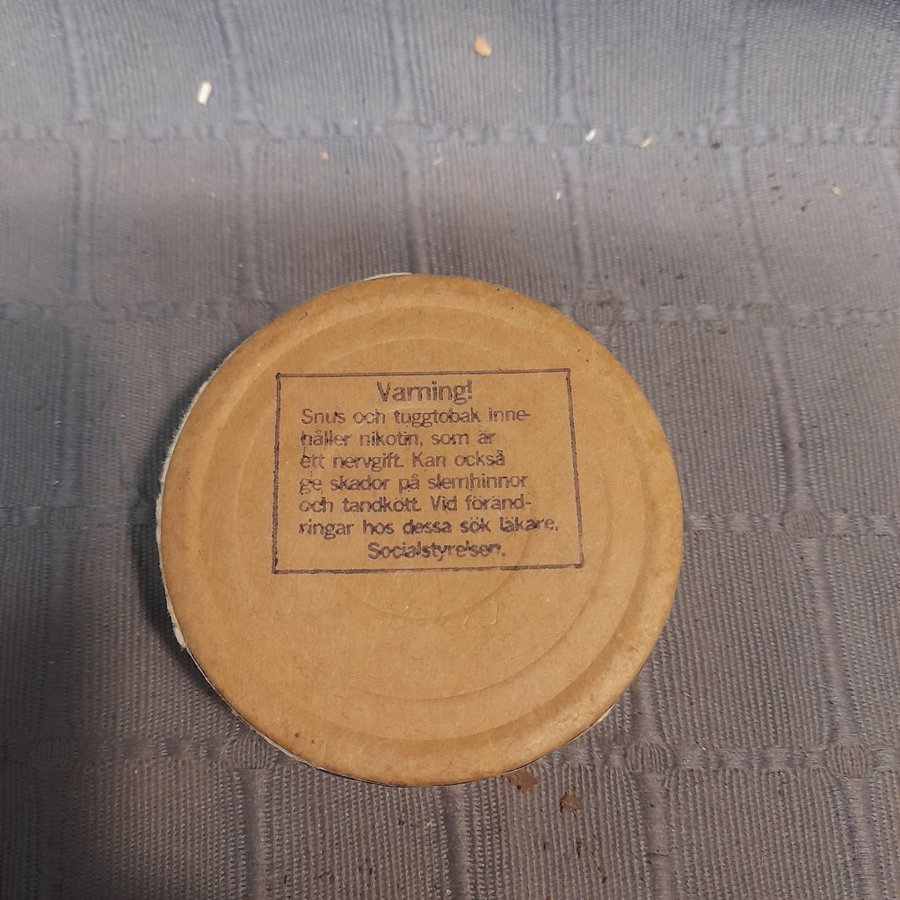 Varning!
Snus och tuggtobak inne-
håller nikotin, som är
ett nervgift. Kan också
ge skador på slemhinnor
och tandkött. Vid föränd-
ringar hos dessa sök läkare.
Socialstyrelsen.